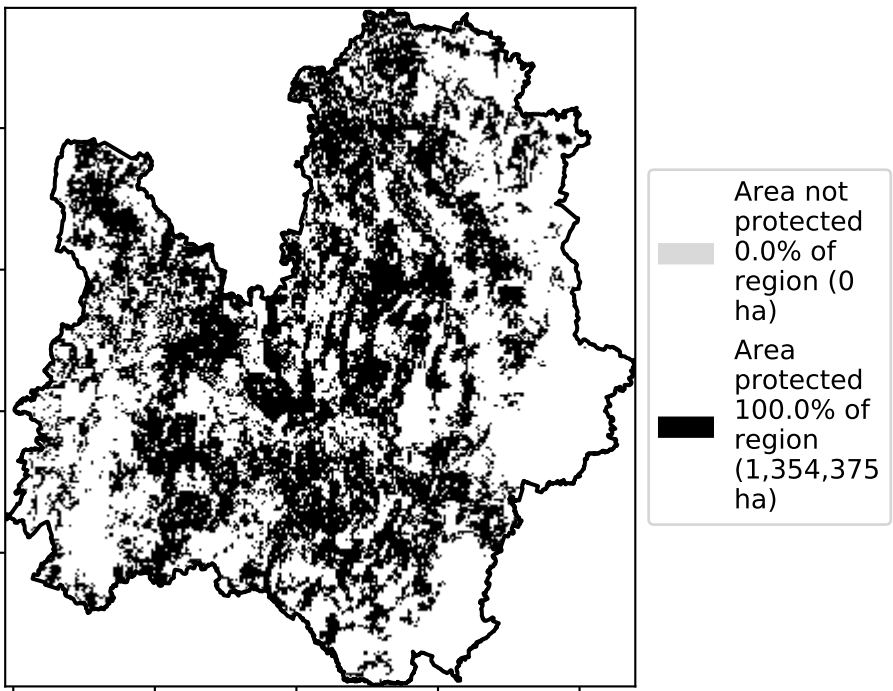 Area not
protected
0.0% of
region (0
ha)
Area
protected
100.0% of
region
(1,354,375
ha)